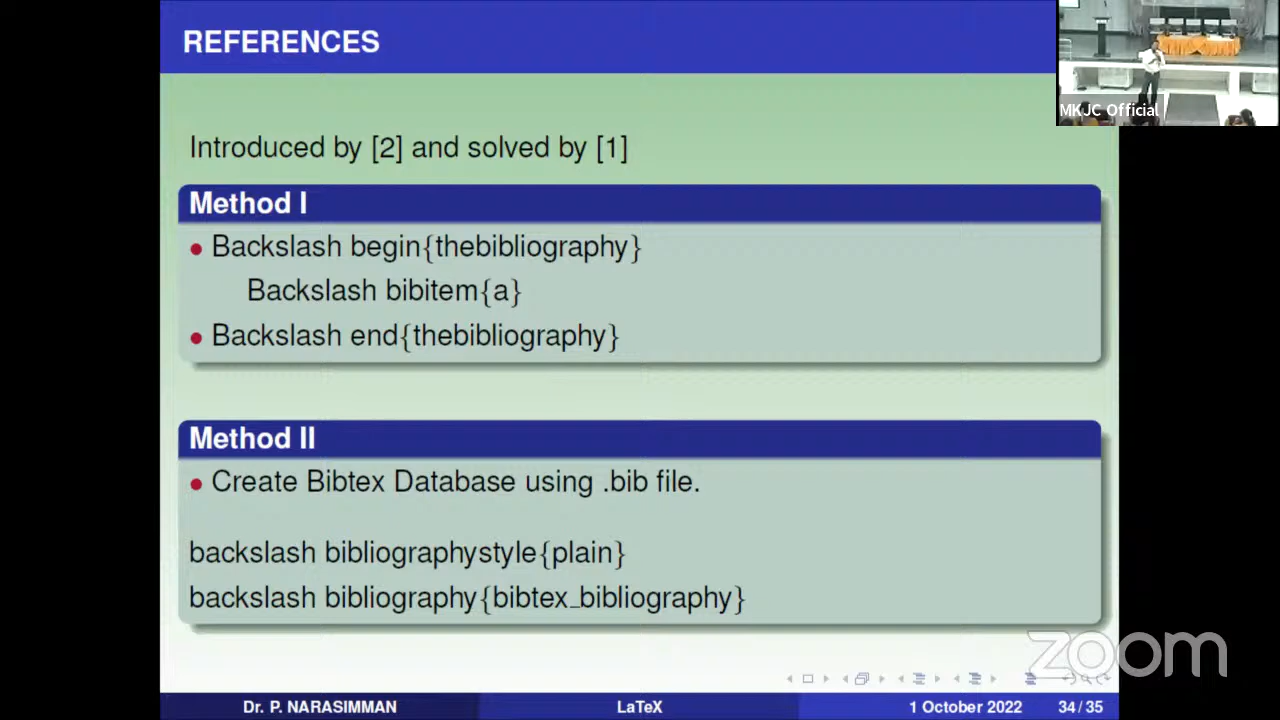 REFERENCES
MKJC Official
Introduced by [2] and solved by [1]
Method I
• Backslash begin{thebibliography}
Backslash bibitem{a}
• Backslash end{thebibliography}
Method II
• Create Bibtex Database using .bib file.
backslash bibliographystyle{plain}
backslash bibliography{bibtex_bibliography}
zoom
Dr. P. NARASIMMAN LaTeX 1 October 2022 34 / 35